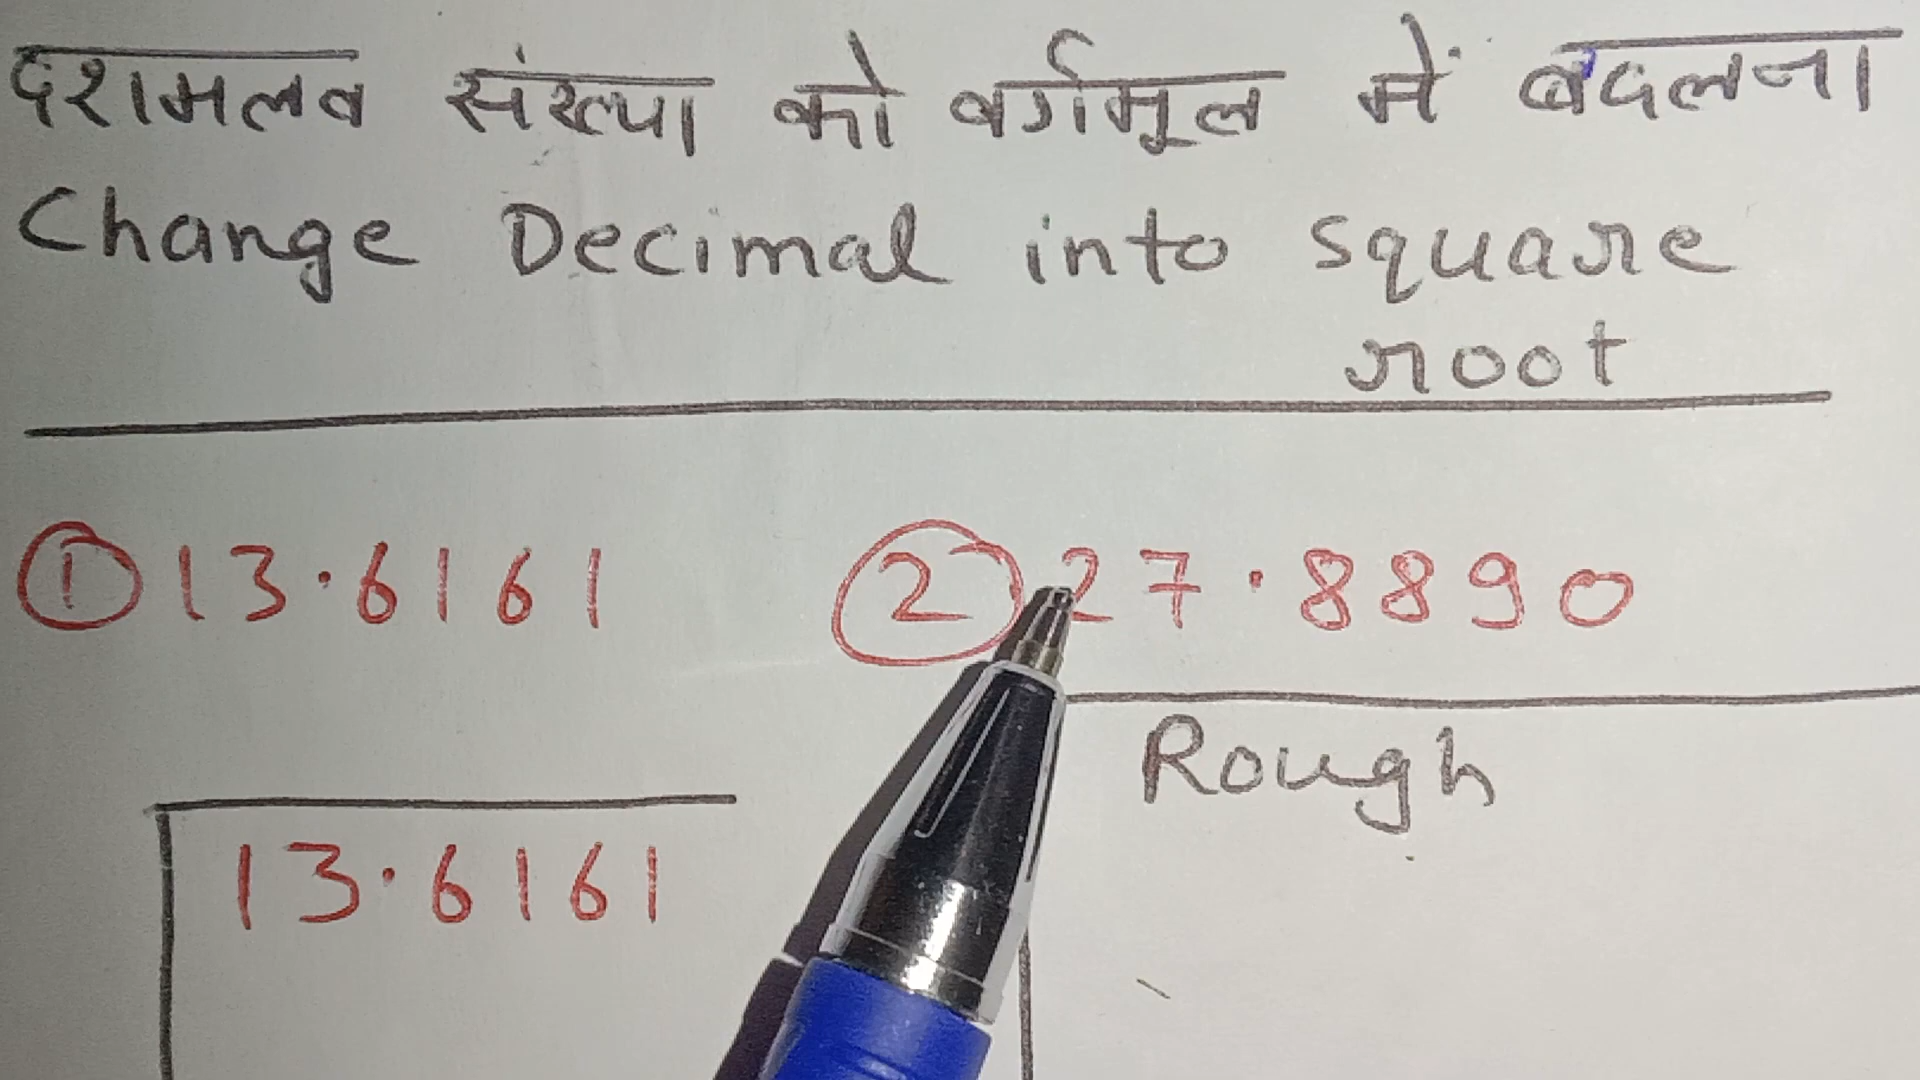 दशमलव संख्या को वर्गमूल में बदलना
Change Decimal into square
root
① 13.6161 ② 27.8890
Rough
13.6161